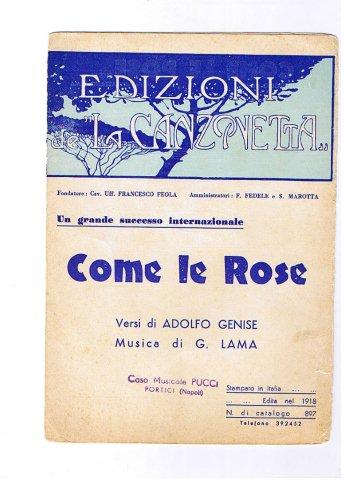 EDIZIONI
de "LA CANZONETTA"
Fondatore: Cav. Uff. FRANCESCO FEOLA Amministratori: F. FEDELE e S. MAROTTA
Un grande successo internazionale
Come le Rose
Versi di ADOLFO GENISE
Musica di G. LAMA
Casa Musicale PUCCI
PORTICI (Napoli)
Stampato in Italia ... ...
... ... Edita nel 1918
N. di catalogo 897
Telefono 392452